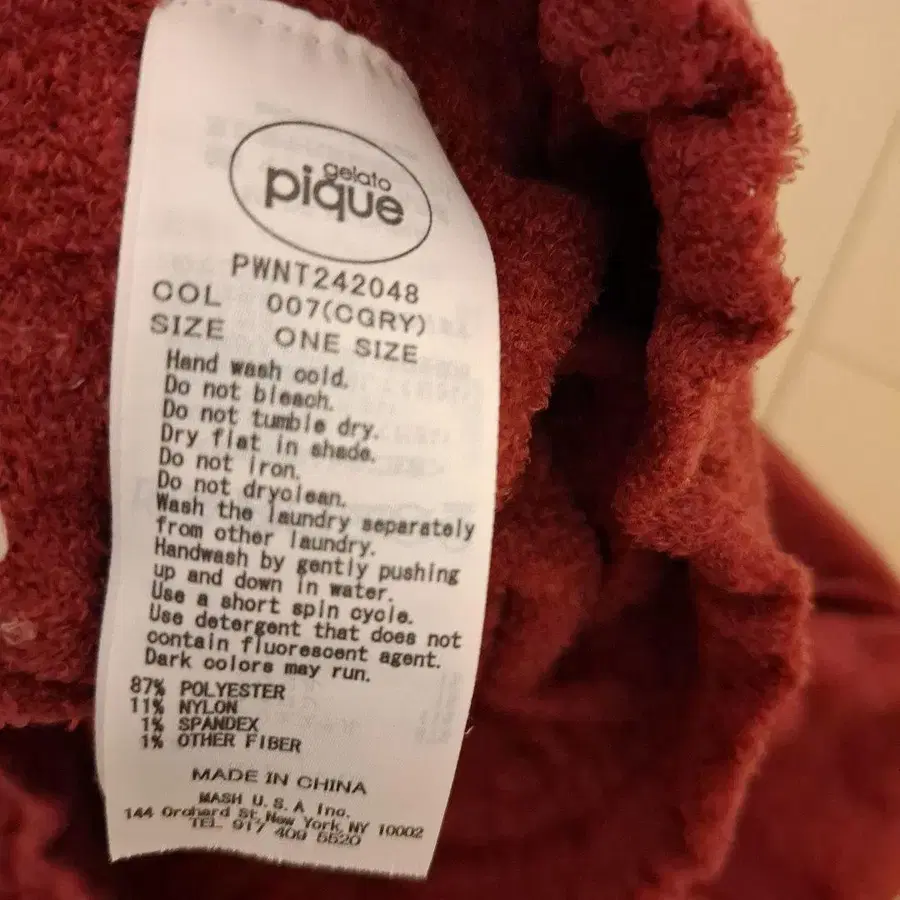 gelato
pique
PWNT242048
COL 007(CGRY)
SIZE ONE SIZE
Hand wash cold.
Do not bleach.
Do not tumble dry.
Dry flat in shade.
Do not iron.
Do not dryclean.
Wash the laundry separately
from other laundry.
Handwash by gently pushing
up and down in water.
Use a short spin cycle.
Use detergent that does not
contain fluorescent agent.
Dark colors may run.
87% POLYESTER
11% NYLON
1% SPANDEX
1% OTHER FIBER
MADE IN CHINA
MASH U.S.A Inc.
144 Orchard St, New York, NY 10002
TEL 917 409 5520